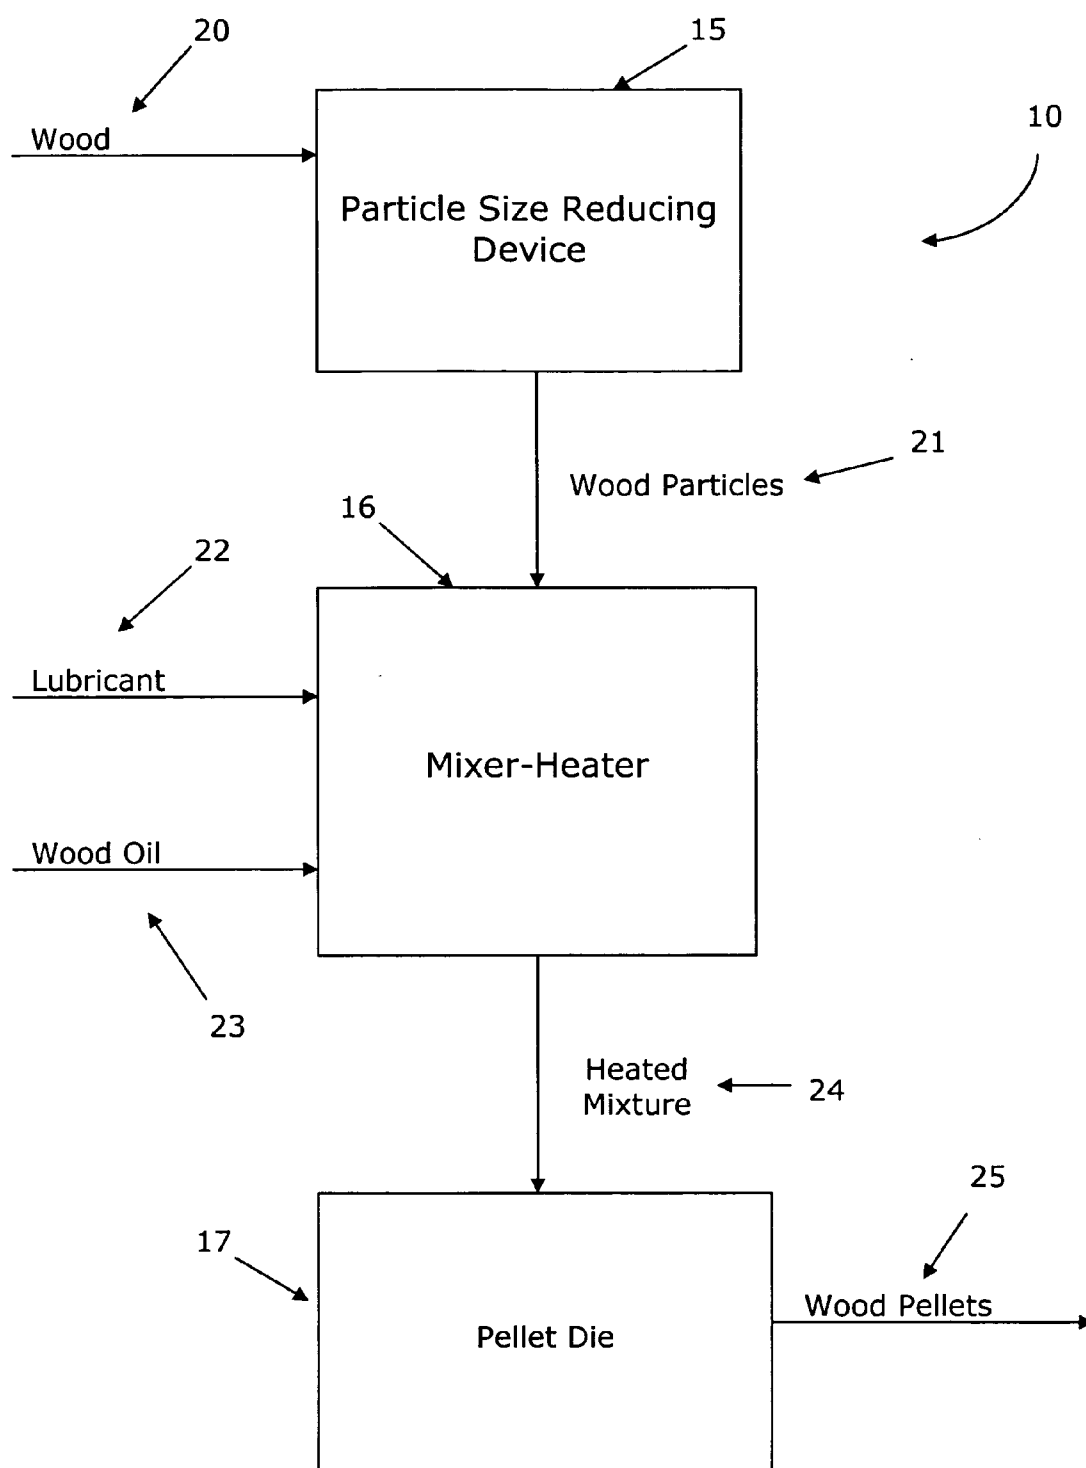 20
15
10
Wood
Particle Size Reducing
Device
21
Wood Particles
16
22
Lubricant
Mixer-Heater
Wood Oil
23
Heated
Mixture
24
25
17
Wood Pellets
Pellet Die